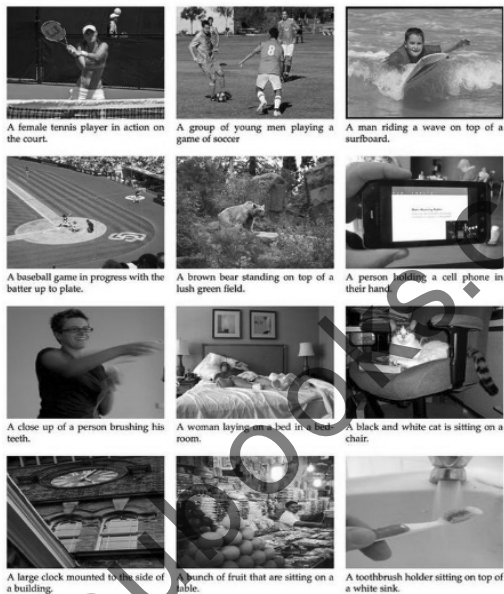 A female tennis player in action on
the court.
A group of young men playing a
game of soccer
A man riding a wave on top of a
surfboard.
A baseball game in progress with the
batter up to plate.
A brown bear standing on top of a
lush green field.
A person holding a cell phone in
their hand.
A close up of a person brushing his
teeth.
A woman laying on a bed in a bed-
room.
A black and white cat is sitting on a
chair.
A large clock mounted to the side of
a building.
A bunch of fruit that are sitting on a
table.
A toothbrush holder sitting on top of
a white sink.
8